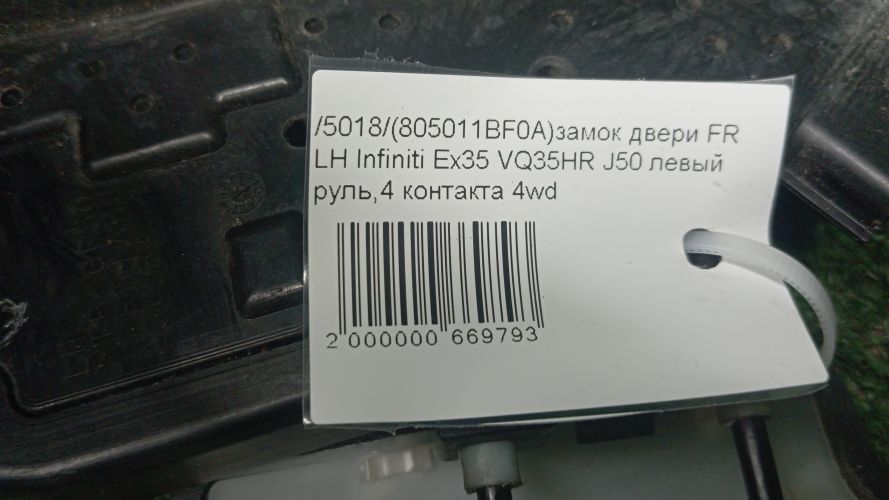 /5018/(805011BF0A)замок двери FR
LH Infiniti Ex35 VQ35HR J50 левый
руль,4 контакта 4wd
2 000000 669793